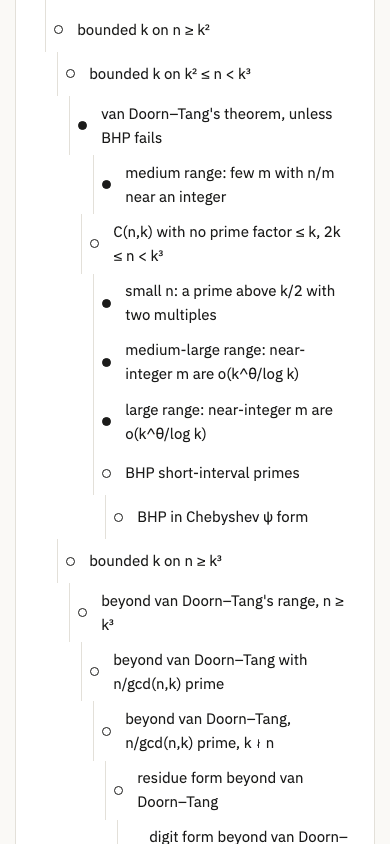 bounded k on n ≥ k²
bounded k on k² ≤ n < k³
van Doorn–Tang's theorem, unless
BHP fails
medium range: few m with n/m
near an integer
C(n,k) with no prime factor ≤ k, 2k
≤ n < k³
small n: a prime above k/2 with
two multiples
medium-large range: near-
integer m are o(k^θ/log k)
large range: near-integer m are
o(k^θ/log k)
BHP short-interval primes
BHP in Chebyshev ψ form
bounded k on n ≥ k³
beyond van Doorn–Tang's range, n ≥
k³
beyond van Doorn–Tang with
n/gcd(n,k) prime
beyond van Doorn–Tang,
n/gcd(n,k) prime, k ∤ n
residue form beyond van
Doorn–Tang
digit form beyond van Doorn–